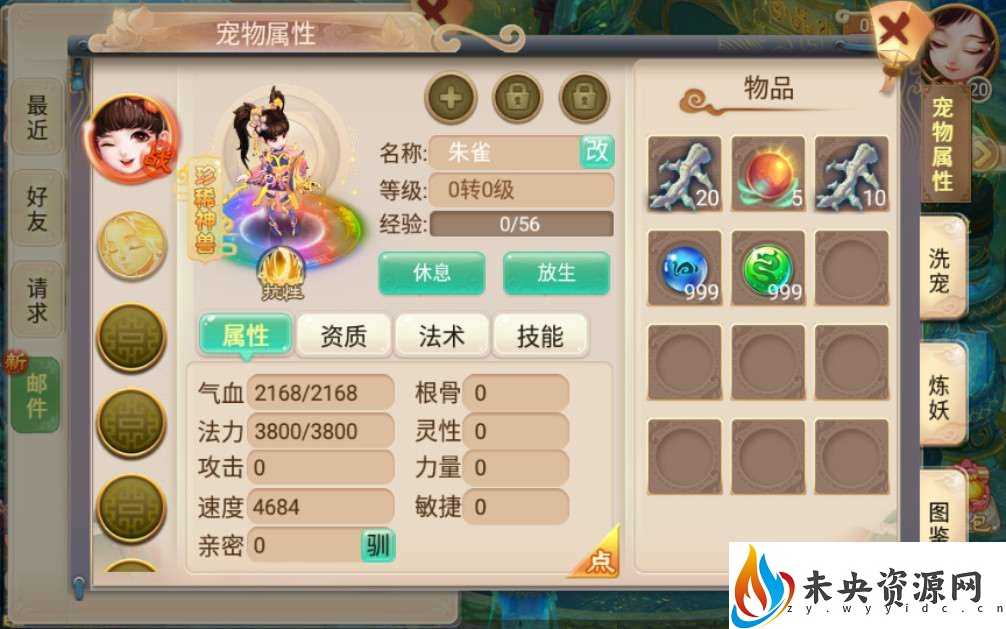 宠物属性
最近
好友
请求
新
邮件
战
珍稀神兽
抗性
名称: 朱雀 改
等级: 0转0级
经验: 0/56
休息 放生
属性 资质 法术 技能
气血 2168/2168 根骨 0
法力 3800/3800 灵性 0
攻击 0 力量 0
速度 4684 敏捷 0
亲密 0 驯
点
物品
20 5 10
999 999
20
宠物属性
洗宠
炼妖
图鉴
包
未央资源网
zy.wyyidc.cn